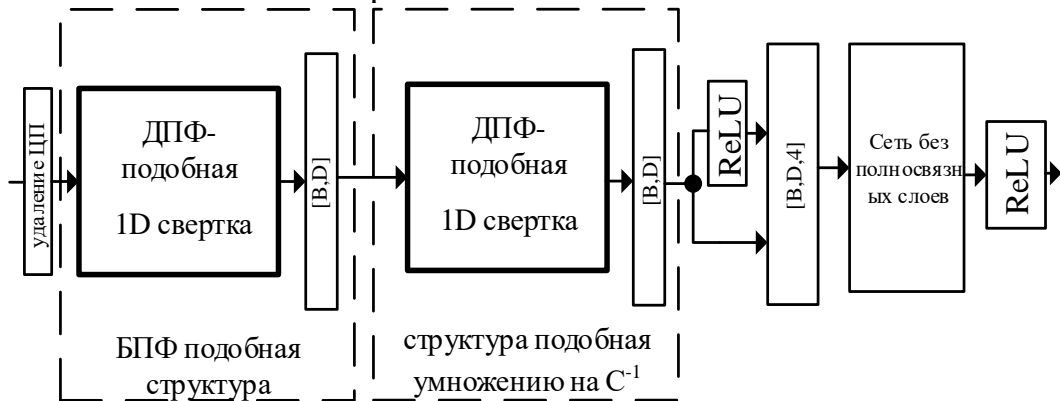 удаление ЦП
ДПФ-
подобная
1D свертка
[B,D]
БПФ подобная
структура
ДПФ-
подобная
1D свертка
[B,D]
структура подобная
умножению на C⁻¹
ReLU
[B,D,4]
Сеть без
полносвязн
ых слоев
ReLU